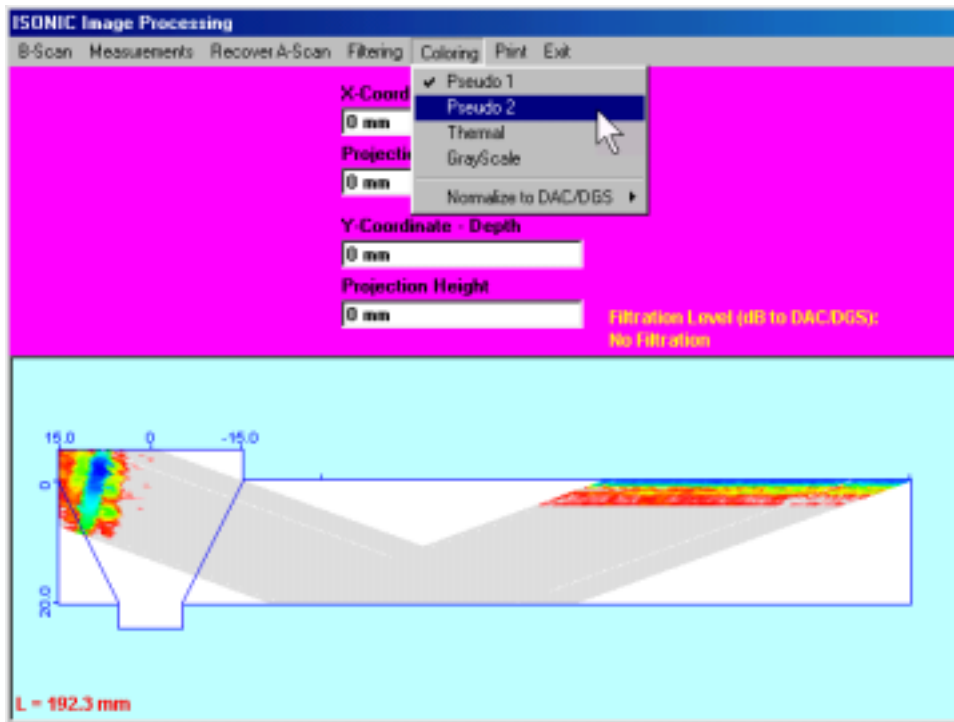 ISONIC Image Processing
B-Scan Measurements Recover A-Scan Filtering Coloring Print Exit
✔ Pseudo 1
Pseudo 2
Thermal
GrayScale
Normalize to DAC/DGS
X-Coord
0 mm
Projecti
0 mm
Y-Coordinate - Depth
0 mm
Projection Height
0 mm
Filtration Level (dB to DAC/DGS):
No Filtration
15.0 0 -15.0
0
20.0
L = 192.3 mm